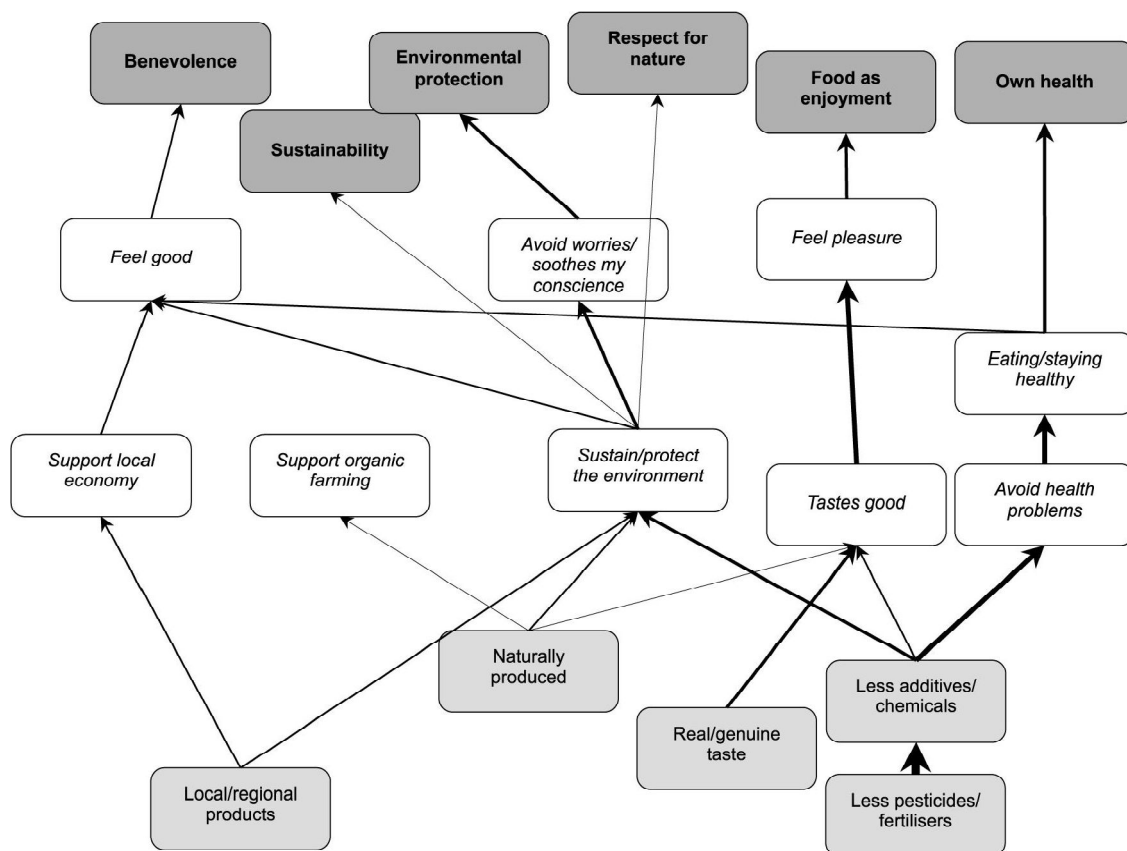 Benevolence
Environmental
protection
Respect for
nature
Food as
enjoyment
Own health
Sustainability
Feel good
Avoid worries/
soothes my
conscience
Feel pleasure
Eating/staying
healthy
Support local
economy
Support organic
farming
Sustain/protect
the environment
Tastes good
Avoid health
problems
Naturally
produced
Less additives/
chemicals
Real/genuine
taste
Local/regional
products
Less pesticides/
fertilisers